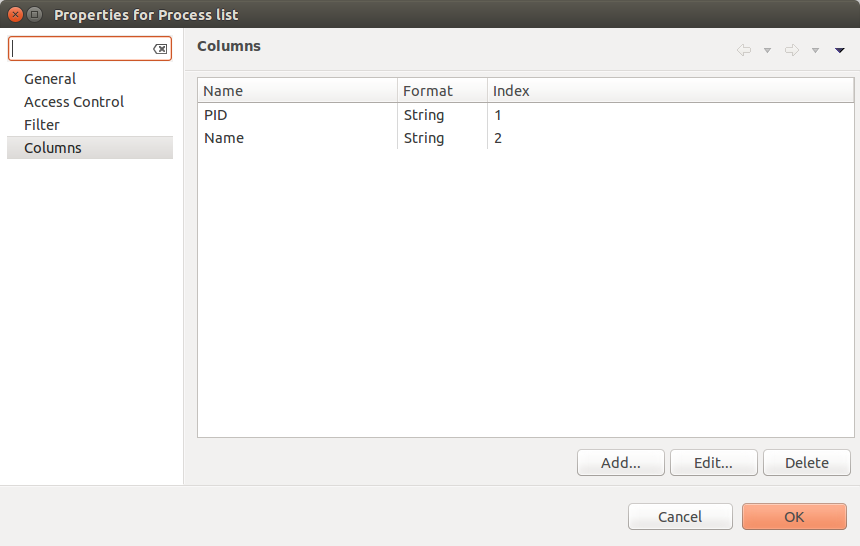 Properties for Process list
General
Access Control
Filter
Columns
Columns
Name Format Index
PID String 1
Name String 2
Add... Edit... Delete
Cancel OK